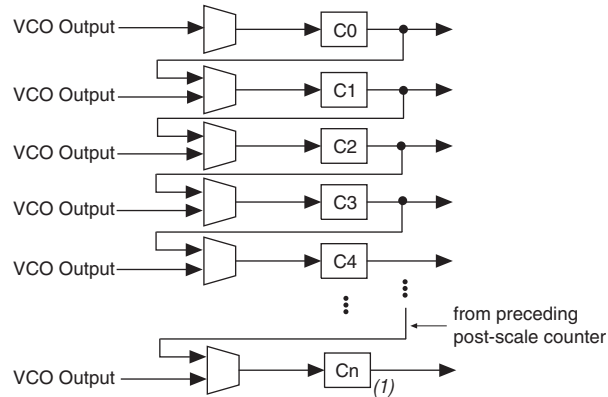 VCO Output
C0
VCO Output
C1
VCO Output
C2
VCO Output
C3
VCO Output
C4
from preceding
post-scale counter
VCO Output
Cn
(1)